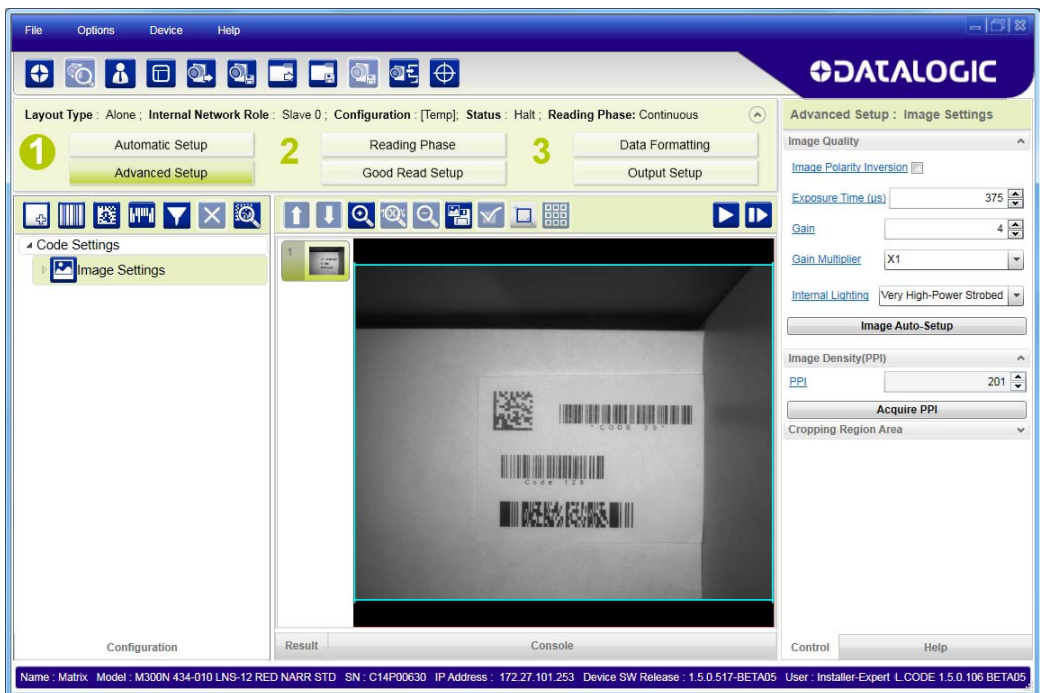 File Options Device Help
DATALOGIC
Layout Type : Alone ; Internal Network Role : Slave 0 ; Configuration : [Temp]; Status : Halt ; Reading Phase: Continuous
1 Automatic Setup 2 Reading Phase 3 Data Formatting
Advanced Setup Good Read Setup Output Setup
Code Settings
Image Settings
100%
1
*CODE 39*
Code 128
Configuration
Result Console
Advanced Setup : Image Settings
Image Quality
Image Polarity Inversion
Exposure Time (µs) 375
Gain 4
Gain Multiplier X1
Internal Lighting Very High-Power Strobed
Image Auto-Setup
Image Density(PPI)
PPI 201
Acquire PPI
Cropping Region Area
Control Help
Name : Matrix Model : M300N 434-010 LNS-12 RED NARR STD SN : C14P00630 IP Address : 172.27.101.253 Device SW Release : 1.5.0.517-BETA05 User : Installer-Expert L.CODE 1.5.0.106 BETA05